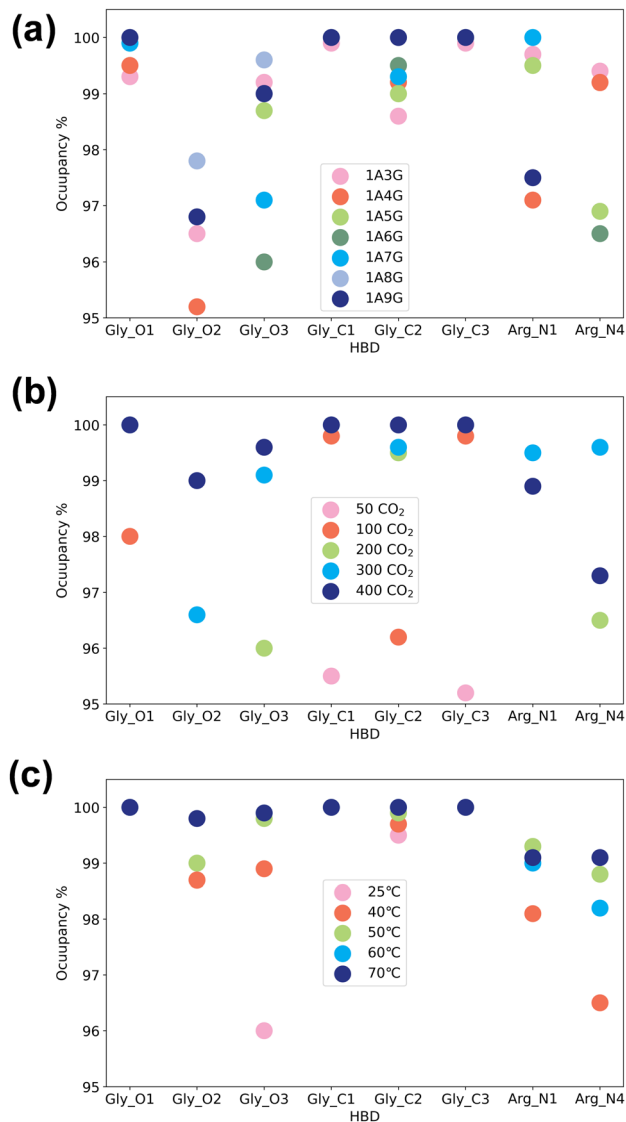 (a)
100
99
98
97
96
95
Ocuupancy %
1A3G
1A4G
1A5G
1A6G
1A7G
1A8G
1A9G
Gly_O1 Gly_O2 Gly_O3 Gly_C1 Gly_C2 Gly_C3 Arg_N1 Arg_N4
HBD
(b)
100
99
98
97
96
95
Ocuupancy %
50 CO₂
100 CO₂
200 CO₂
300 CO₂
400 CO₂
Gly_O1 Gly_O2 Gly_O3 Gly_C1 Gly_C2 Gly_C3 Arg_N1 Arg_N4
HBD
(c)
100
99
98
97
96
95
Ocuupancy %
25℃
40℃
50℃
60℃
70℃
Gly_O1 Gly_O2 Gly_O3 Gly_C1 Gly_C2 Gly_C3 Arg_N1 Arg_N4
HBD